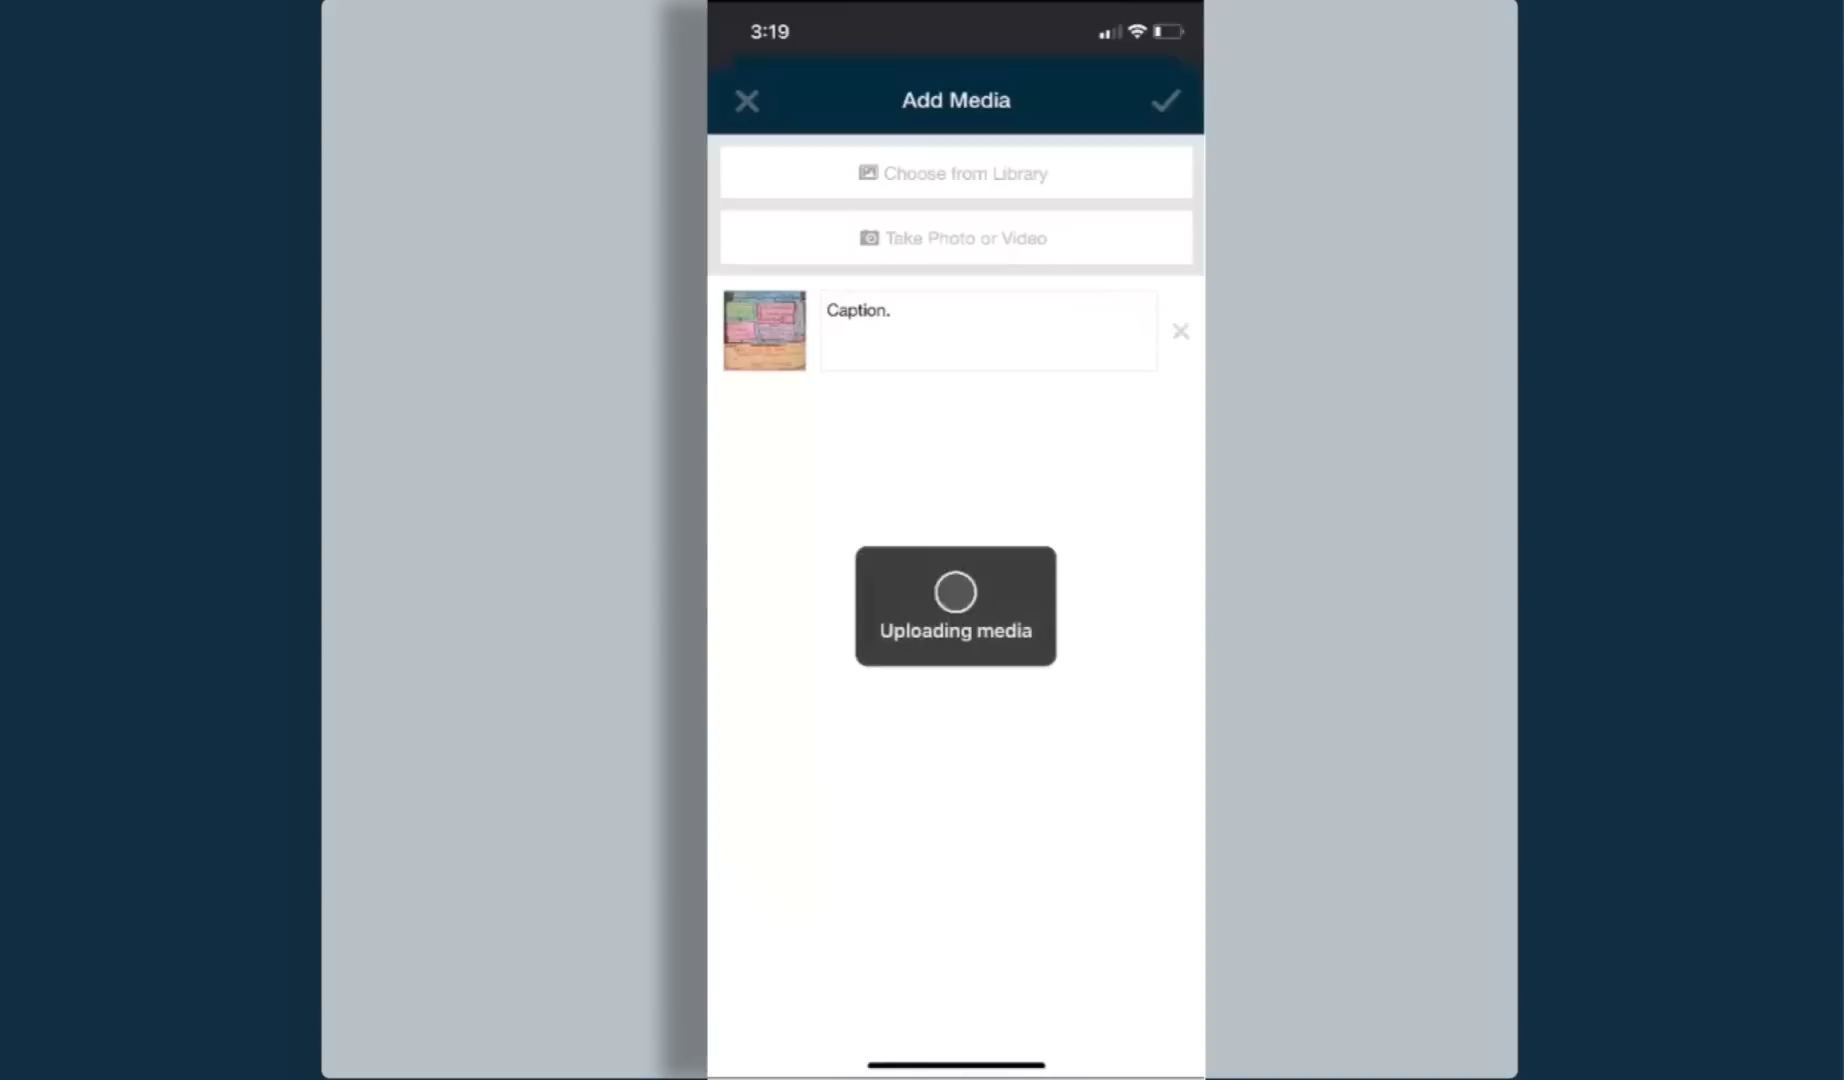 3:19
Add Media
Choose from Library
Take Photo or Video
Caption.
Uploading media